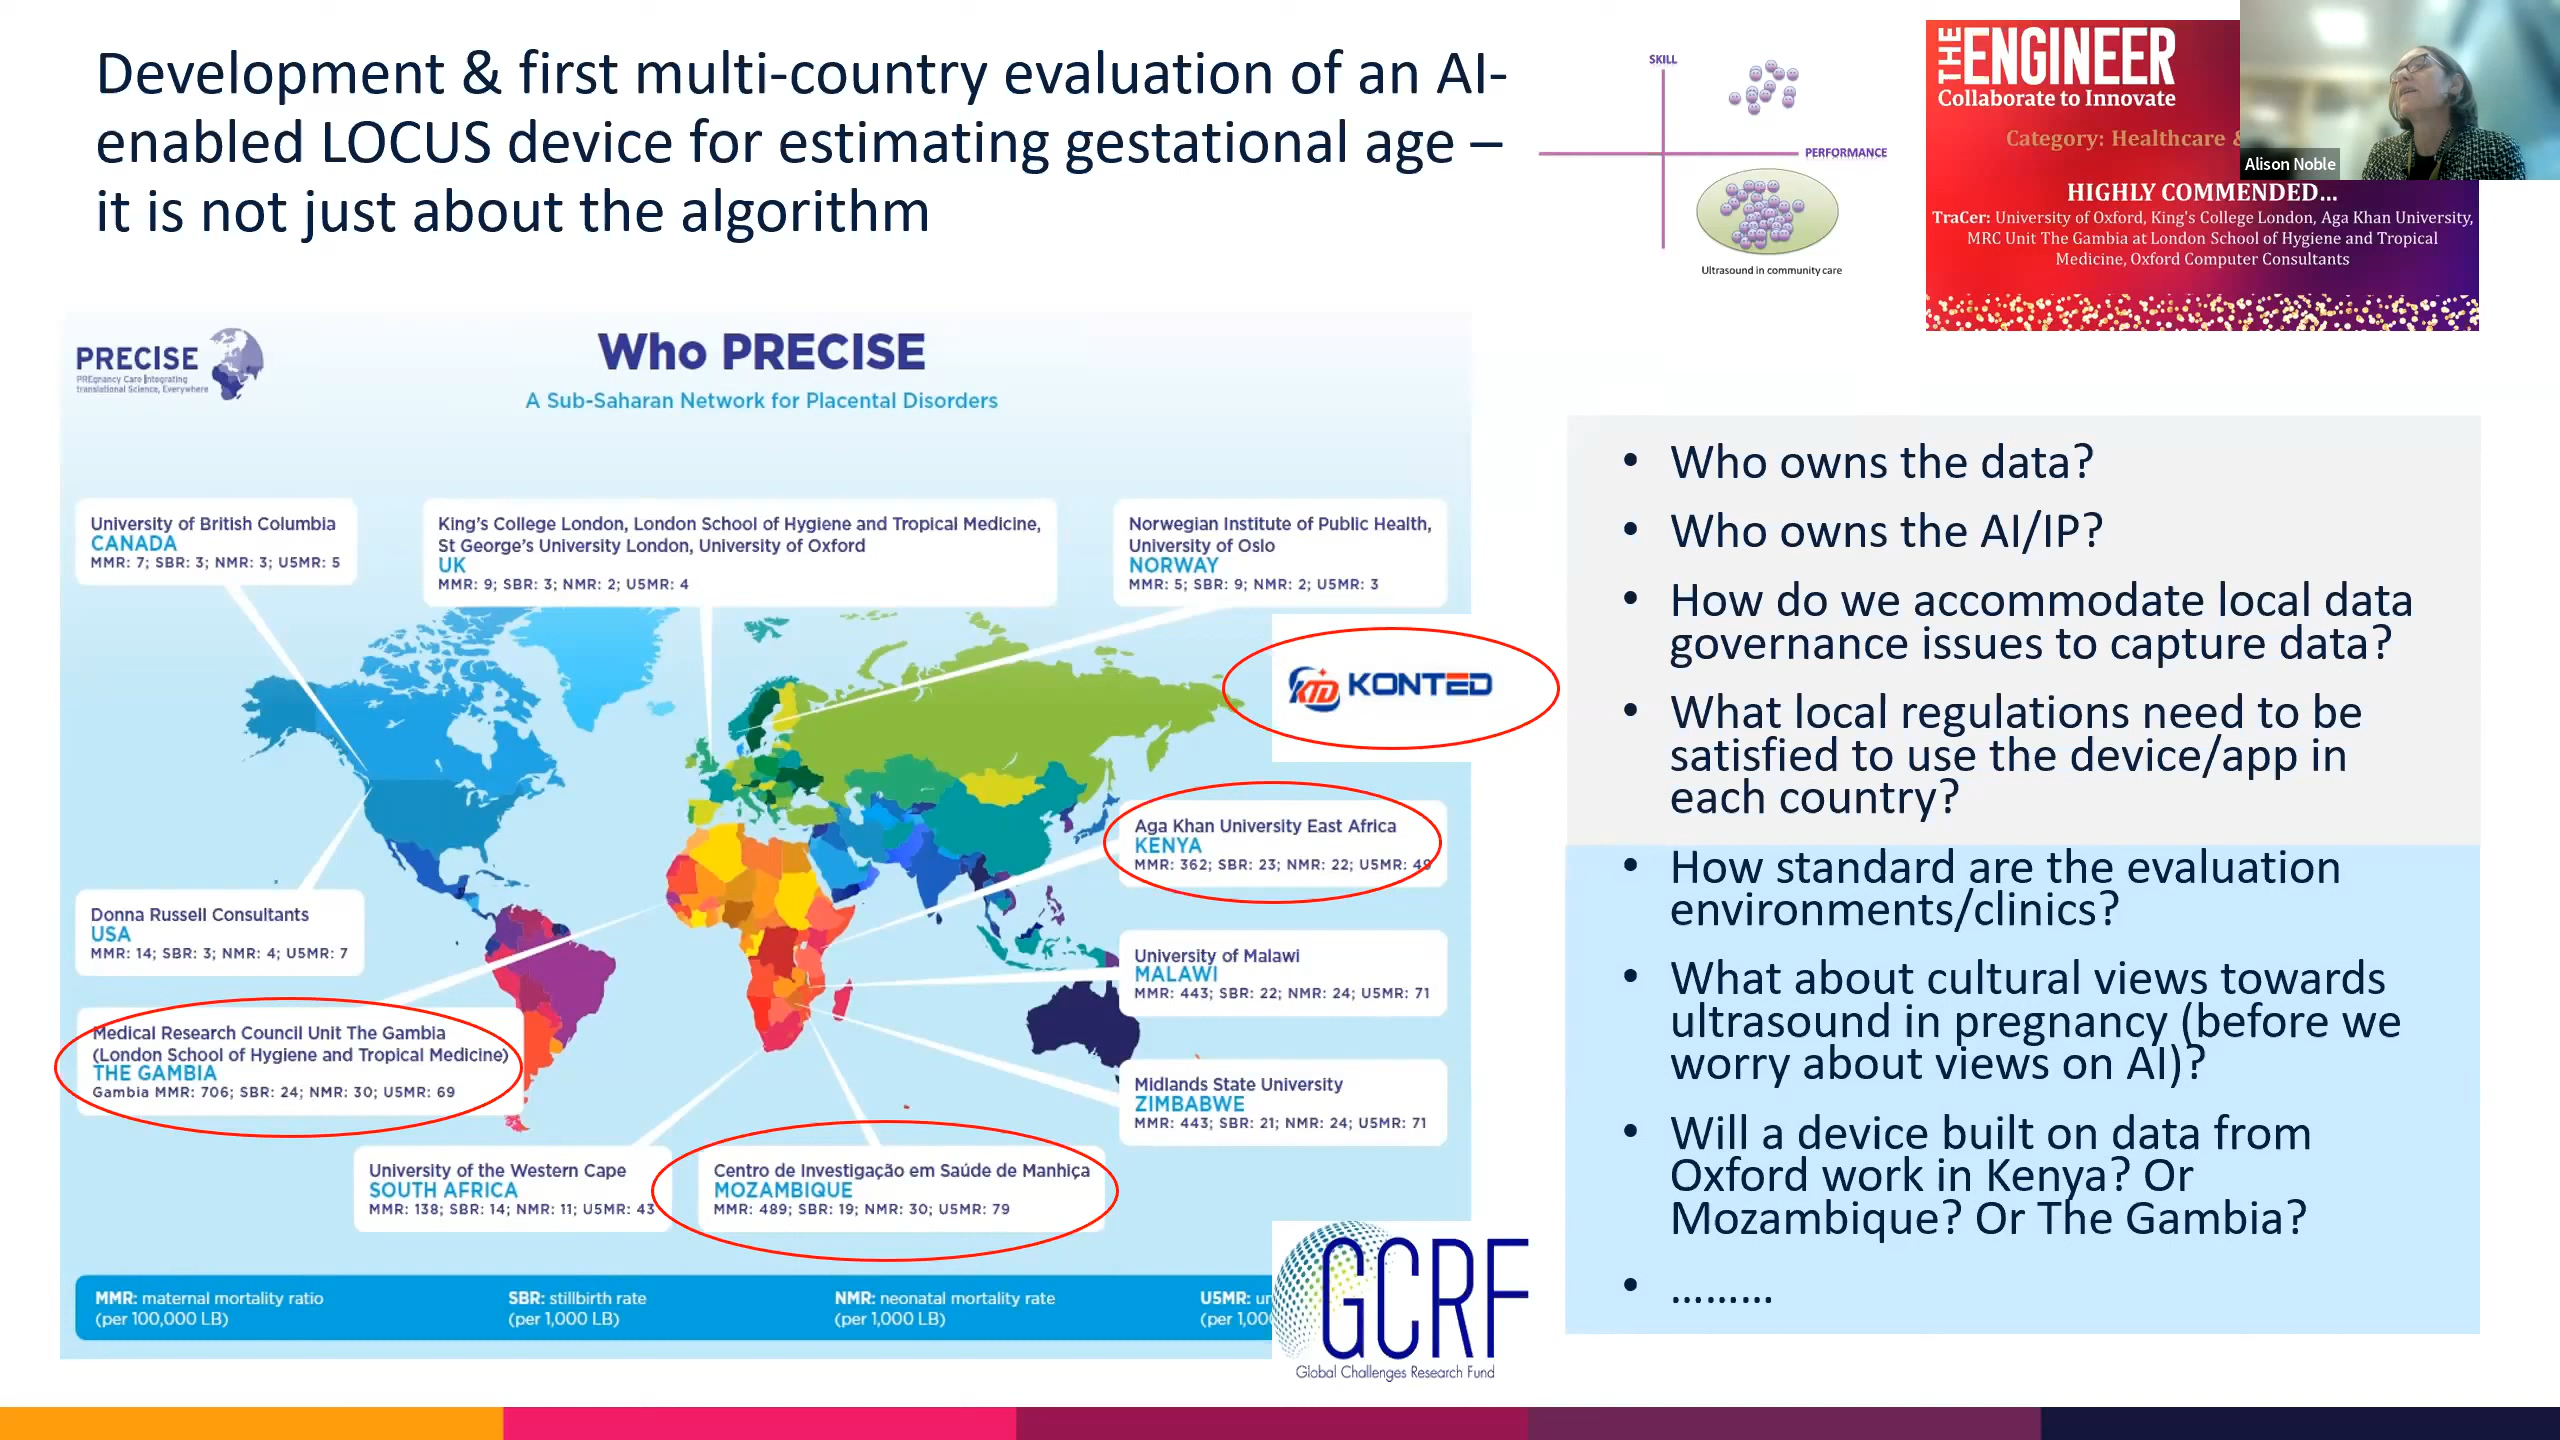 Development & first multi-country evaluation of an AI-
enabled LOCUS device for estimating gestational age –
it is not just about the algorithm
SKILL
PERFORMANCE
Ultrasound in community care
THE ENGINEER
Collaborate to Innovate
Category: Healthcare &
HIGHLY COMMENDED...
TraCer: University of Oxford, King's College London, Aga Khan University,
MRC Unit The Gambia at London School of Hygiene and Tropical
Medicine, Oxford Computer Consultants
Alison Noble
PRECISE
PREgnancy Care Integrating
translational Science, Everywhere
Who PRECISE
A Sub-Saharan Network for Placental Disorders
University of British Columbia
CANADA
MMR: 7; SBR: 3; NMR: 3; U5MR: 5
King's College London, London School of Hygiene and Tropical Medicine,
St George's University London, University of Oxford
UK
MMR: 9; SBR: 3; NMR: 2; U5MR: 4
Norwegian Institute of Public Health,
University of Oslo
NORWAY
MMR: 5; SBR: 9; NMR: 2; U5MR: 3
KTD KONTED
Aga Khan University East Africa
KENYA
MMR: 362; SBR: 23; NMR: 22; U5MR: 49
Donna Russell Consultants
USA
MMR: 14; SBR: 3; NMR: 4; U5MR: 7
University of Malawi
MALAWI
MMR: 443; SBR: 22; NMR: 24; U5MR: 71
Medical Research Council Unit The Gambia
(London School of Hygiene and Tropical Medicine)
THE GAMBIA
Gambia MMR: 706; SBR: 24; NMR: 30; U5MR: 69
Midlands State University
ZIMBABWE
MMR: 443; SBR: 21; NMR: 24; U5MR: 71
University of the Western Cape
SOUTH AFRICA
MMR: 138; SBR: 14; NMR: 11; U5MR: 43
Centro de Investigação em Saúde de Manhiça
MOZAMBIQUE
MMR: 489; SBR: 19; NMR: 30; U5MR: 79
MMR: maternal mortality ratio
(per 100,000 LB)
SBR: stillbirth rate
(per 1,000 LB)
NMR: neonatal mortality rate
(per 1,000 LB)
U5MR:
(per
GCRF
Global Challenges Research Fund
• Who owns the data?
• Who owns the AI/IP?
• How do we accommodate local data
governance issues to capture data?
• What local regulations need to be
satisfied to use the device/app in
each country?
• How standard are the evaluation
environments/clinics?
• What about cultural views towards
ultrasound in pregnancy (before we
worry about views on AI)?
• Will a device built on data from
Oxford work in Kenya? Or
Mozambique? Or The Gambia?
• .........